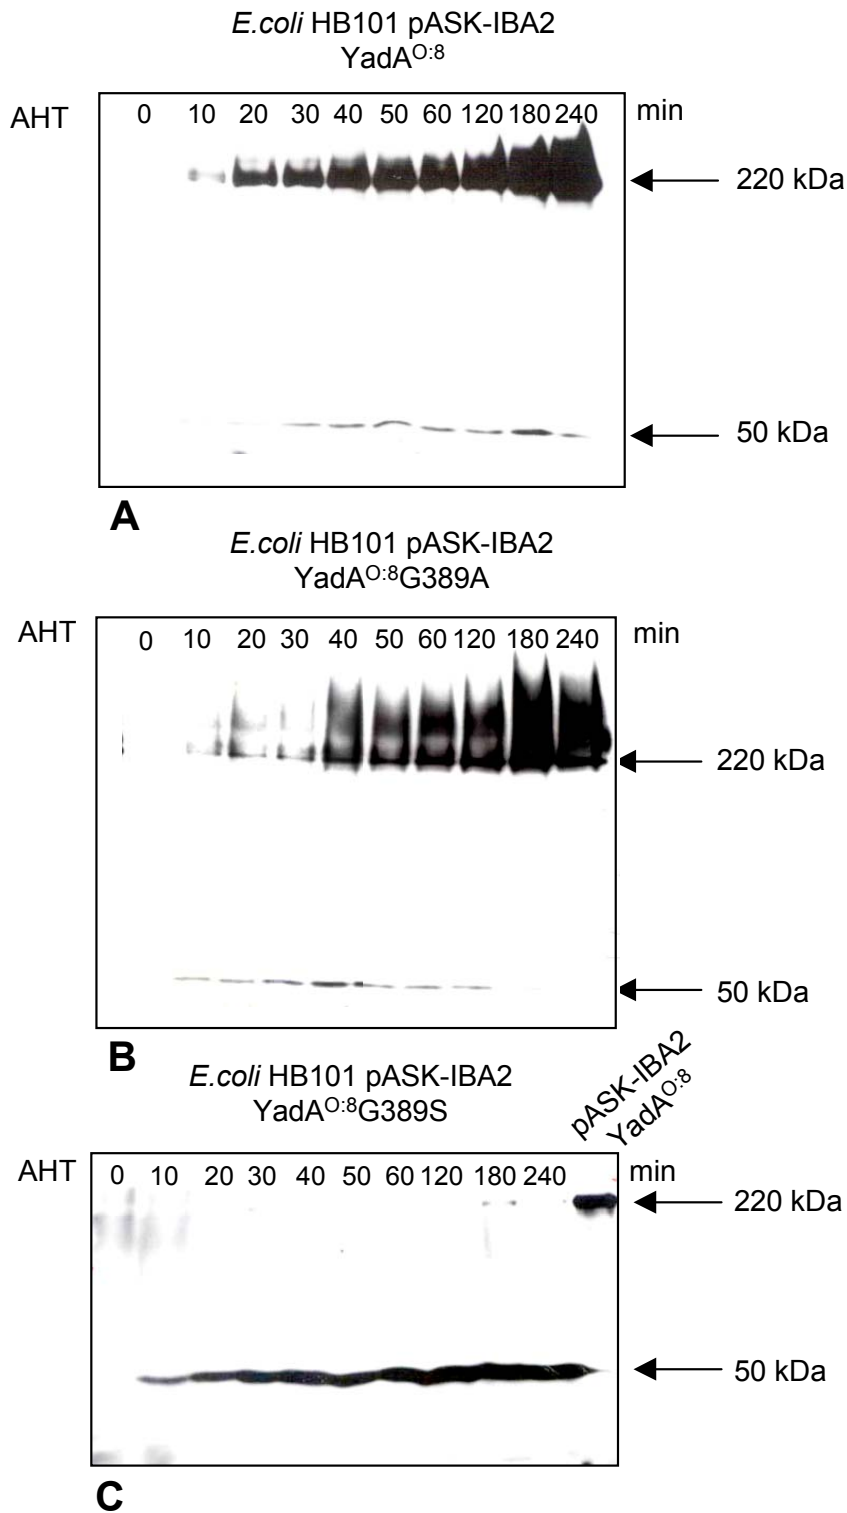 E.coli HB101 pASK-IBA2
YadAO:8
AHT 0 10 20 30 40 50 60 120 180 240 min
220 kDa
50 kDa
A
E.coli HB101 pASK-IBA2
YadAO:8G389A
AHT 0 10 20 30 40 50 60 120 180 240 min
220 kDa
50 kDa
B
E.coli HB101 pASK-IBA2
YadAO:8G389S
pASK-IBA2
YadAO:8
AHT 0 10 20 30 40 50 60 120 180 240 min
220 kDa
50 kDa
C